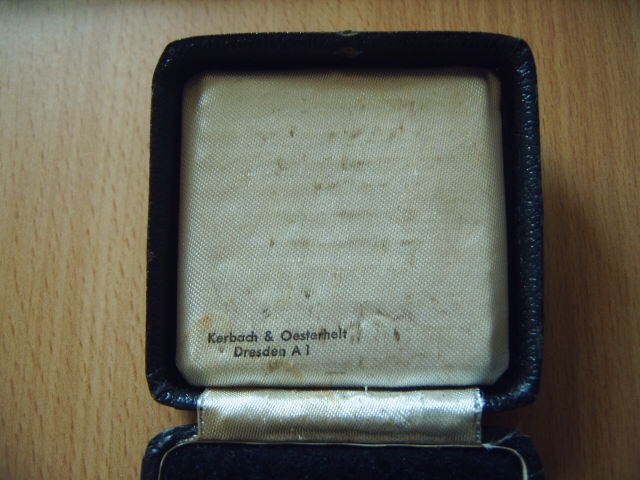 Kerbach & Oesterhelt
Dresden A 1